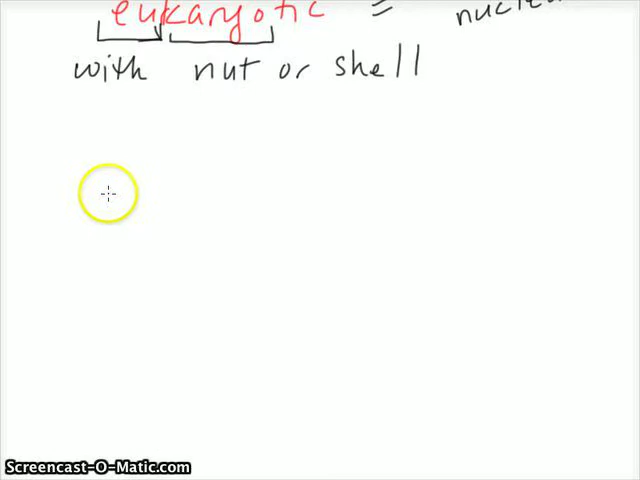 eukaryotic =
with nut or shell
Screencast-O-Matic.com